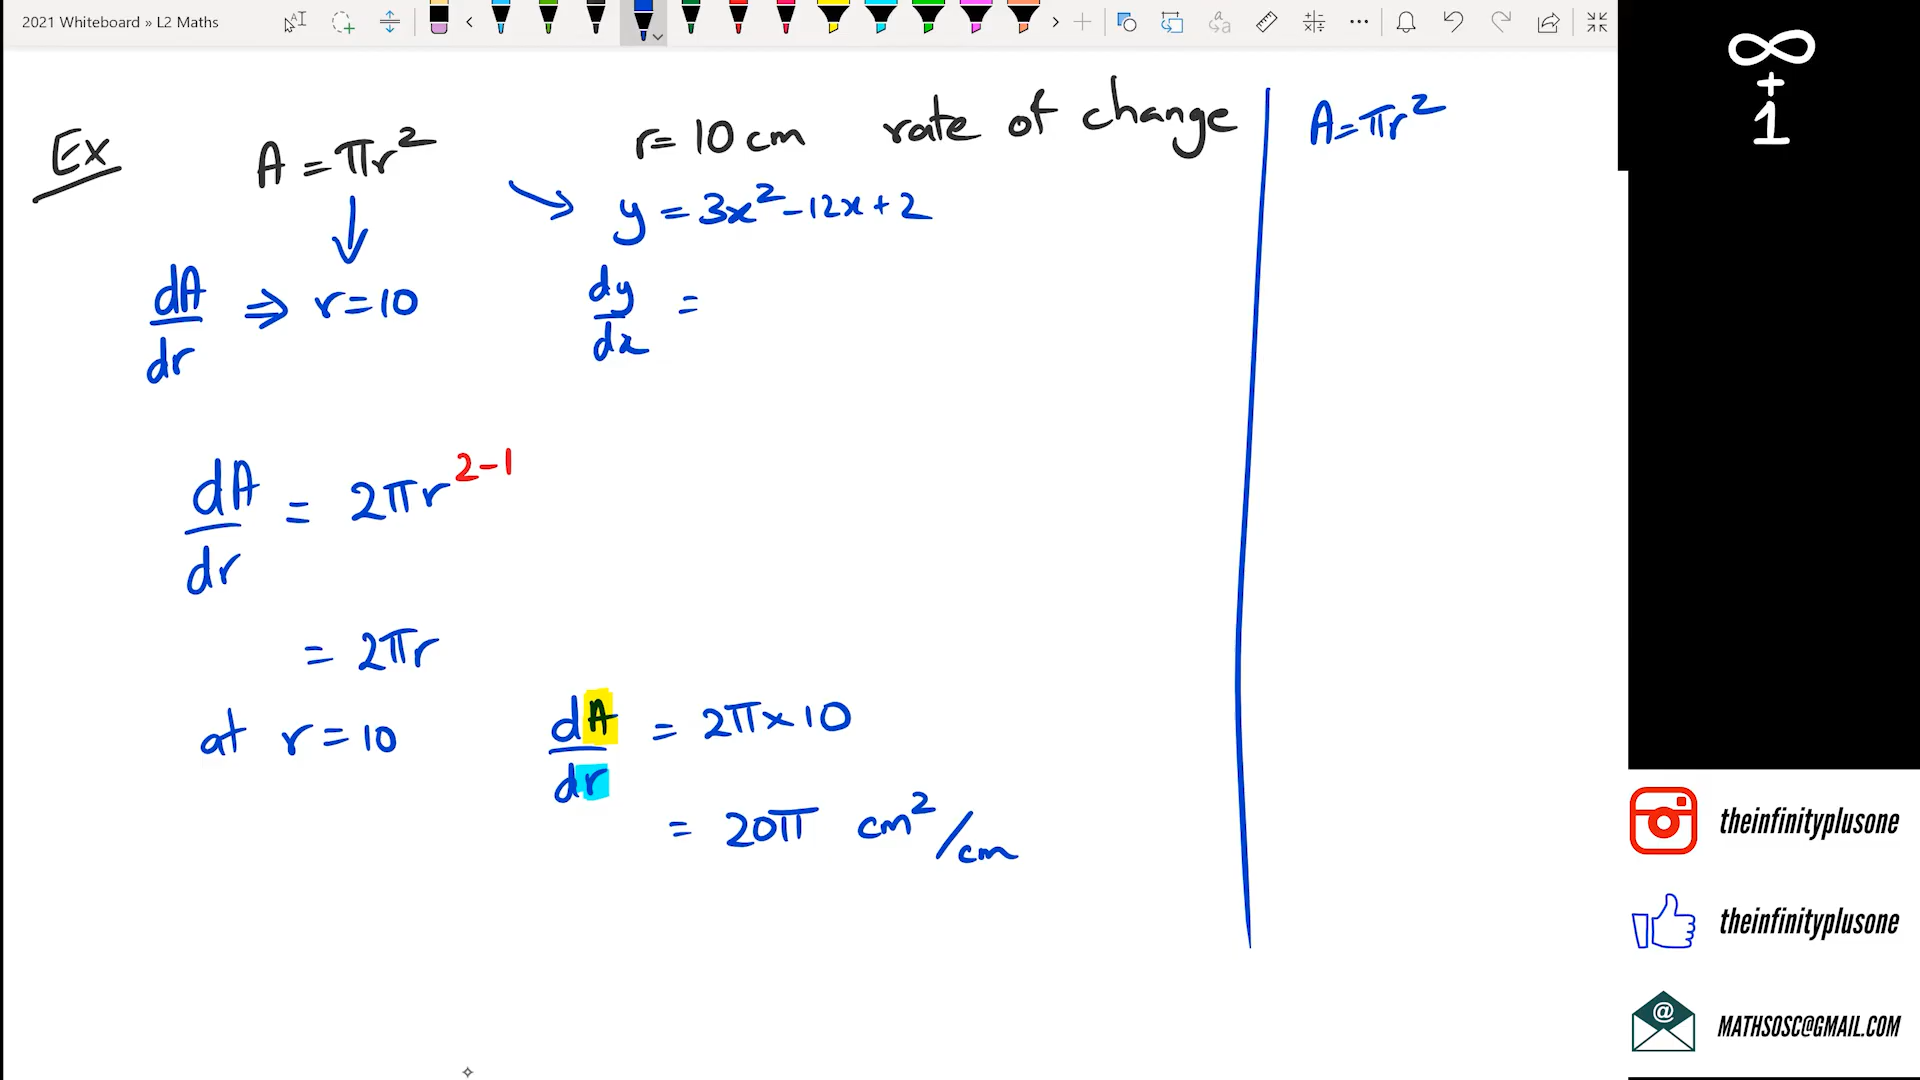 2021 Whiteboard » L2 Maths
∞
+
1
Ex A = πr² r = 10 cm rate of change
A = πr²
y = 3x² - 12x + 2
dA/dr ⇒ r = 10
dy/dx =
dA/dr = 2πr²⁻¹
= 2πr
at r = 10 dA/dr = 2π × 10
= 20π cm²/cm
theinfinityplusone
theinfinityplusone
MATHSOSC@GMAIL.COM